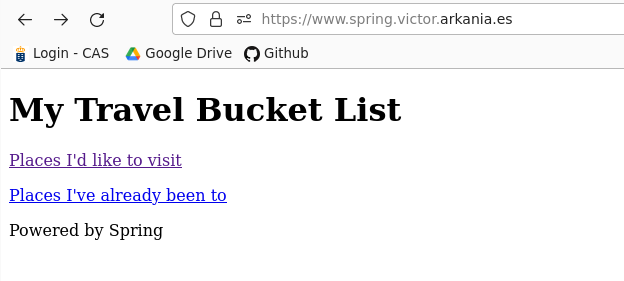 https://www.spring.victor.arkania.es
Login - CAS Google Drive Github
My Travel Bucket List
Places I'd like to visit
Places I've already been to
Powered by Spring